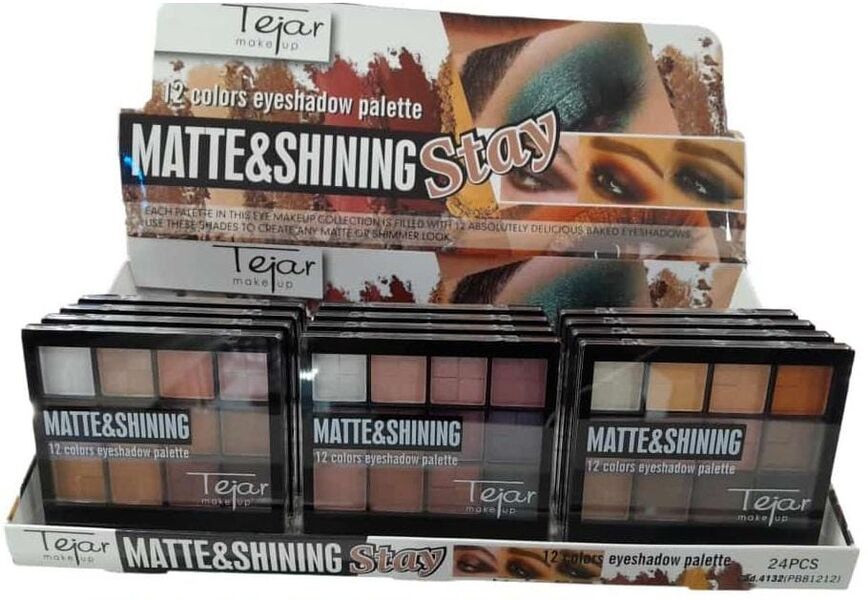 Tejar
make up
12 colors eyeshadow palette
MATTE&SHINING Stay
EACH PALETTE IN THIS EYE MAKEUP COLLECTION IS FILLED WITH 12 ABSOLUTELY DELICIOUS BAKED EYESHADOWS.
USE THESE SHADES TO CREATE ANY MATTE OR SHIMMER LOOK
Tejar
make up
MATTE&SHINING
12 colors eyeshadow palette
Tejar
make up
MATTE&SHINING
12 colors eyeshadow palette
Tejar
make up
MATTE&SHINING
12 colors eyeshadow palette
Tejar
make up
Tejar
make up
MATTE&SHINING Stay
12 colors eyeshadow palette
24PCS
(PBB1212)